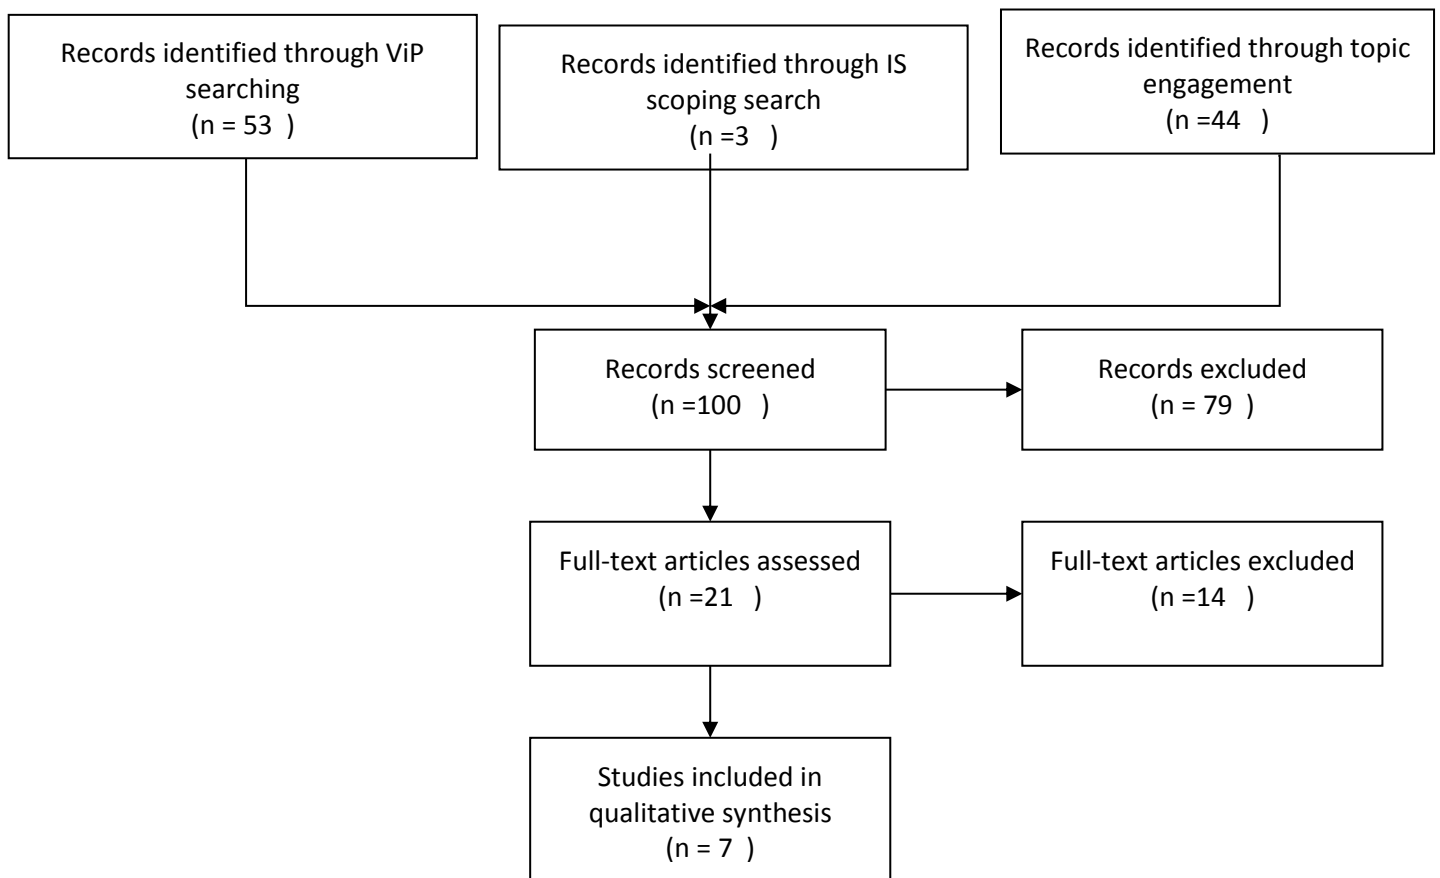 Records identified through ViP
searching
(n = 53  )
Records identified through IS
scoping search
(n =3   )
Records identified through topic
engagement
(n =44   )
Records screened
(n =100   )
Records excluded
(n = 79  )
Full-text articles assessed
(n =21   )
Full-text articles excluded
(n =14   )
Studies included in
qualitative synthesis
(n = 7  )